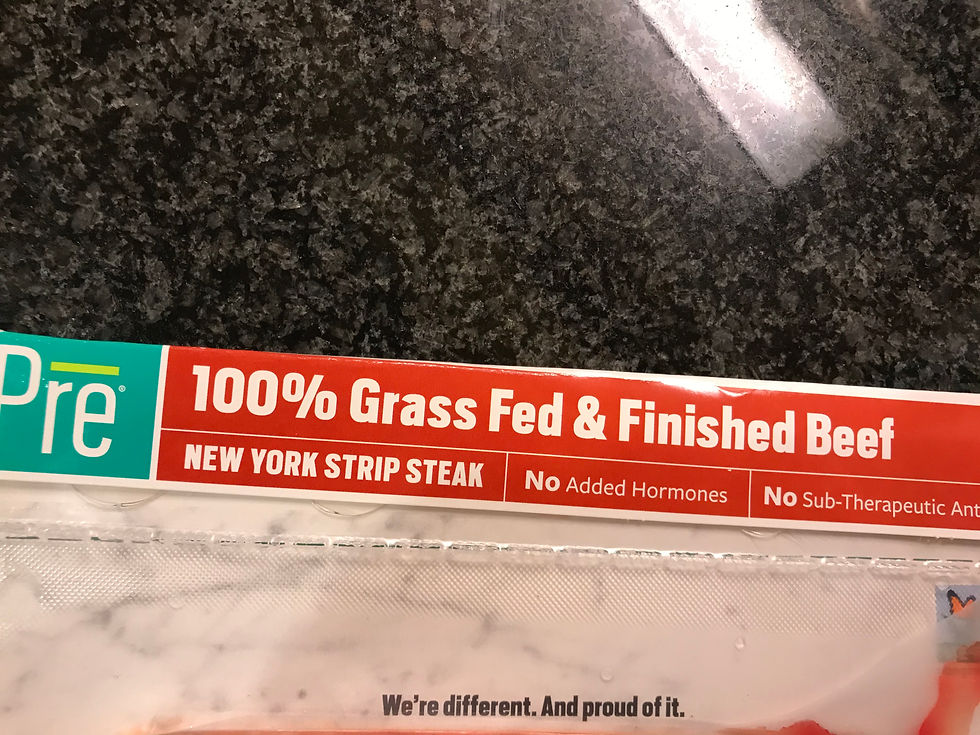 Pre®
100% Grass Fed & Finished Beef
NEW YORK STRIP STEAK
No Added Hormones
No Sub-Therapeutic Ant
We're different. And proud of it.